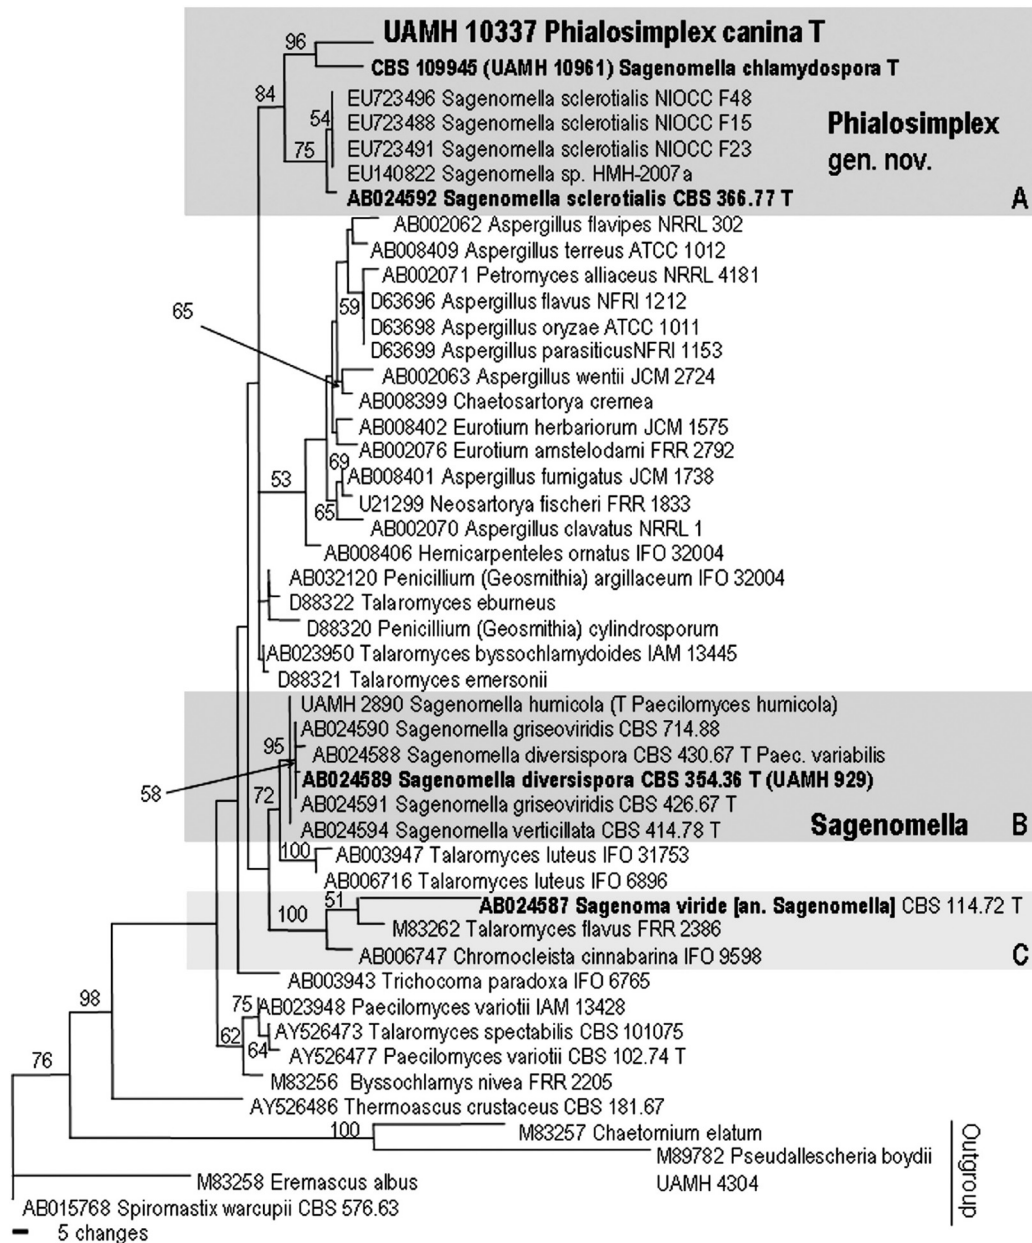 96
UAMH 10337 Phialosimplex canina T
CBS 109945 (UAMH 10961) Sagenomella chlamydospora T
84
EU723496 Sagenomella sclerotialis NIOCC F48
54
EU723488 Sagenomella sclerotialis NIOCC F15
Phialosimplex
75
EU723491 Sagenomella sclerotialis NIOCC F23
gen. nov.
EU140822 Sagenomella sp. HMH-2007a
AB024592 Sagenomella sclerotialis CBS 366.77 T
A
AB002062 Aspergillus flavipes NRRL 302
AB008409 Aspergillus terreus ATCC 1012
AB002071 Petromyces alliaceus NRRL 4181
59
D63696 Aspergillus flavus NFRI 1212
65
D63698 Aspergillus oryzae ATCC 1011
D63699 Aspergillus parasiticusNFRI 1153
AB002063 Aspergillus wentii JCM 2724
AB008399 Chaetosartorya cremea
AB008402 Eurotium herbariorum JCM 1575
AB002076 Eurotium amstelodami FRR 2792
69
AB008401 Aspergillus fumigatus JCM 1738
53
U21299 Neosartorya fischeri FRR 1833
65
AB002070 Aspergillus clavatus NRRL 1
AB008406 Hemicarpenteles ornatus IFO 32004
AB032120 Penicillium (Geosmithia) argillaceum IFO 32004
D88322 Talaromyces eburneus
D88320 Penicillium (Geosmithia) cylindrosporum
AB023950 Talaromyces byssochlamydoides IAM 13445
D88321 Talaromyces emersonii
UAMH 2890 Sagenomella humicola (T Paecilomyces humicola)
AB024590 Sagenomella griseoviridis CBS 714.88
95
AB024588 Sagenomella diversispora CBS 430.67 T Paec. variabilis
58
AB024589 Sagenomella diversispora CBS 354.36 T (UAMH 929)
72
AB024591 Sagenomella griseoviridis CBS 426.67 T
AB024594 Sagenomella verticillata CBS 414.78 T
Sagenomella B
100
AB003947 Talaromyces luteus IFO 31753
AB006716 Talaromyces luteus IFO 6896
51
AB024587 Sagenoma viride [an. Sagenomella] CBS 114.72 T
100
M83262 Talaromyces flavus FRR 2386
AB006747 Chromocleista cinnabarina IFO 9598
C
AB003943 Trichocoma paradoxa IFO 6765
98
75
AB023948 Paecilomyces variotii IAM 13428
62
AY526473 Talaromyces spectabilis CBS 101075
64
AY526477 Paecilomyces variotii CBS 102.74 T
76
M83256 Byssochlamys nivea FRR 2205
AY526486 Thermoascus crustaceus CBS 181.67
100
M83257 Chaetomium elatum
M89782 Pseudallescheria boydii
UAMH 4304
M83258 Eremascus albus
Outgroup
AB015768 Spiromastix warcupii CBS 576.63
5 changes